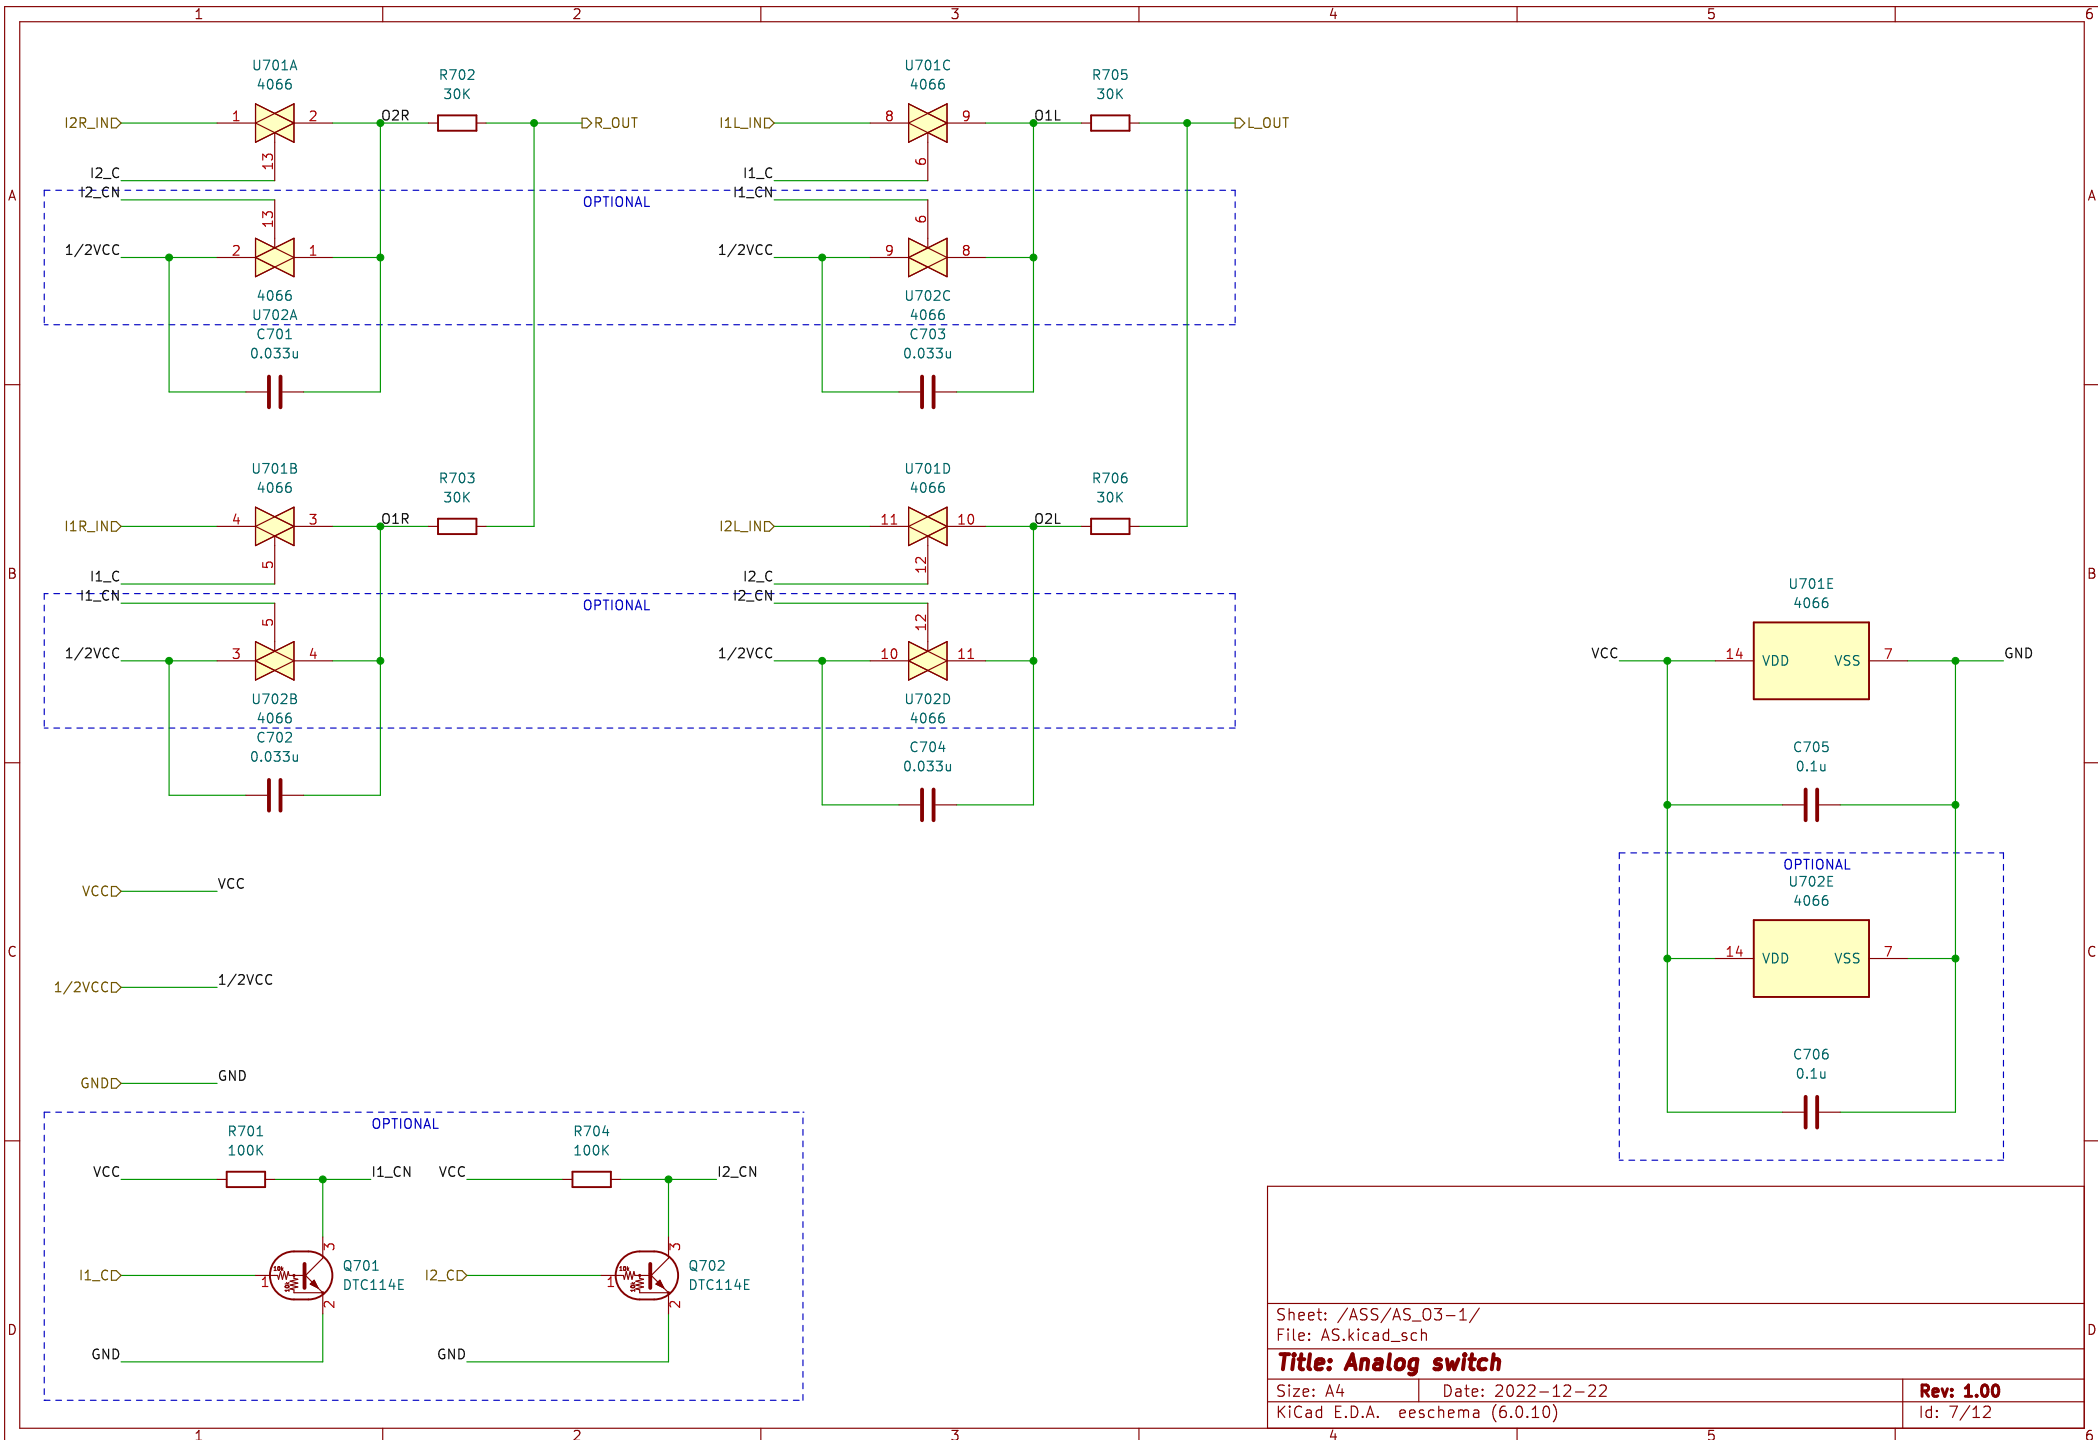 1 2 3 4 5 6
U701A
4066
R702
30K
U701C
4066
R705
30K
I2R_IN 1 2 O2R R_OUT
I1L_IN 8 9 O1L L_OUT
13
6
I2_C
I1_C
A A
I2_CN
I1_CN
OPTIONAL
13
6
1/2VCC 2 1
1/2VCC 9 8
4066
U702A
C701
0.033u
U702C
4066
C703
0.033u
U701B
4066
R703
30K
U701D
4066
R706
30K
I1R_IN 4 3 O1R
I2L_IN 11 10 O2L
5
12
B B
I1_C
I2_C
I1_CN
I2_CN
OPTIONAL
5
12
1/2VCC 3 4
1/2VCC 10 11
U702B
4066
C702
0.033u
U702D
4066
C704
0.033u
U701E
4066
VCC 14 VDD VSS 7 GND
C705
0.1u
OPTIONAL
U702E
4066
14 VDD VSS 7
C706
0.1u
VCC VCC
C C
1/2VCC 1/2VCC
GND GND
OPTIONAL
R701
100K
R704
100K
VCC I1_CN
VCC I2_CN
3
3
I1_C 1 10k 10k
Q701
DTC114E
I2_C 1 10k 10k
Q702
DTC114E
2
2
GND
GND
D D
Sheet: /ASS/AS_O3-1/
File: AS.kicad_sch
Title: Analog switch
Size: A4 Date: 2022-12-22 Rev: 1.00
KiCad E.D.A. eeschema (6.0.10) Id: 7/12
1 2 3 4 5 6